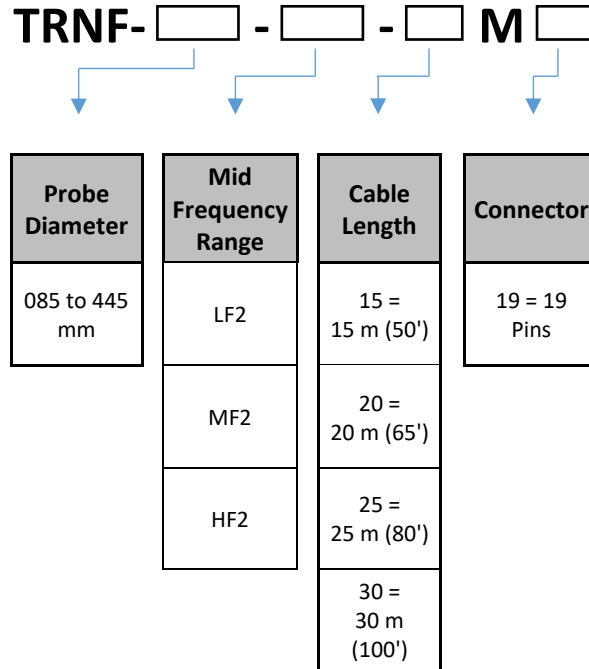 TRNF- - - M
Probe
Diameter
085 to 445
mm
Mid
Frequency
Range
LF2
MF2
HF2
Cable
Length
15 =
15 m (50')
20 =
20 m (65')
25 =
25 m (80')
30 =
30 m
(100')
Connector
19 = 19
Pins